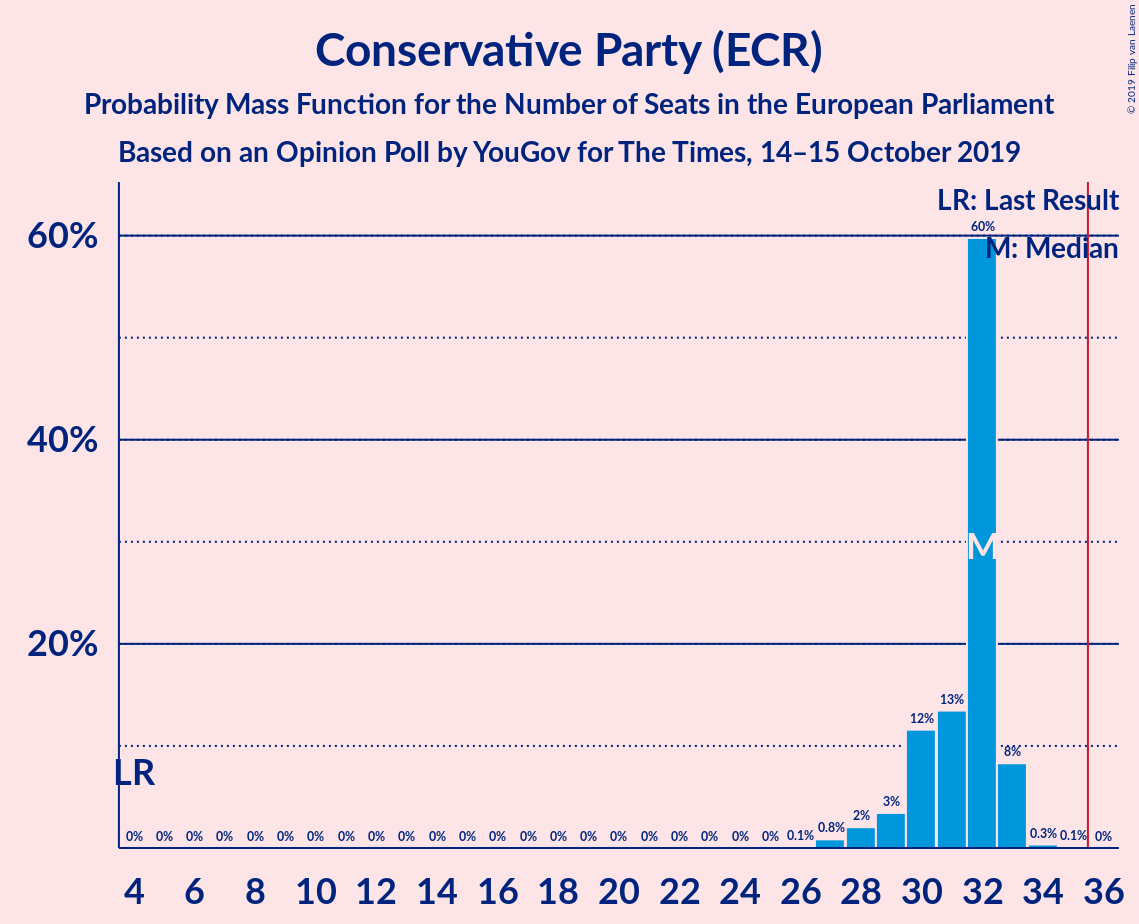 Conservative Party (ECR)
Probability Mass Function for the Number of Seats in the European Parliament
Based on an Opinion Poll by YouGov for The Times, 14–15 October 2019
© 2019 Filip van Laenen
LR: Last Result
M: Median
60%
40%
20%
LR
M
0% 0% 0% 0% 0% 0% 0% 0% 0% 0% 0% 0% 0% 0% 0% 0% 0% 0% 0% 0% 0% 0% 0.1% 0.8% 2% 3% 12% 13% 60% 8% 0.3% 0.1% 0%
4 6 8 10 12 14 16 18 20 22 24 26 28 30 32 34 36